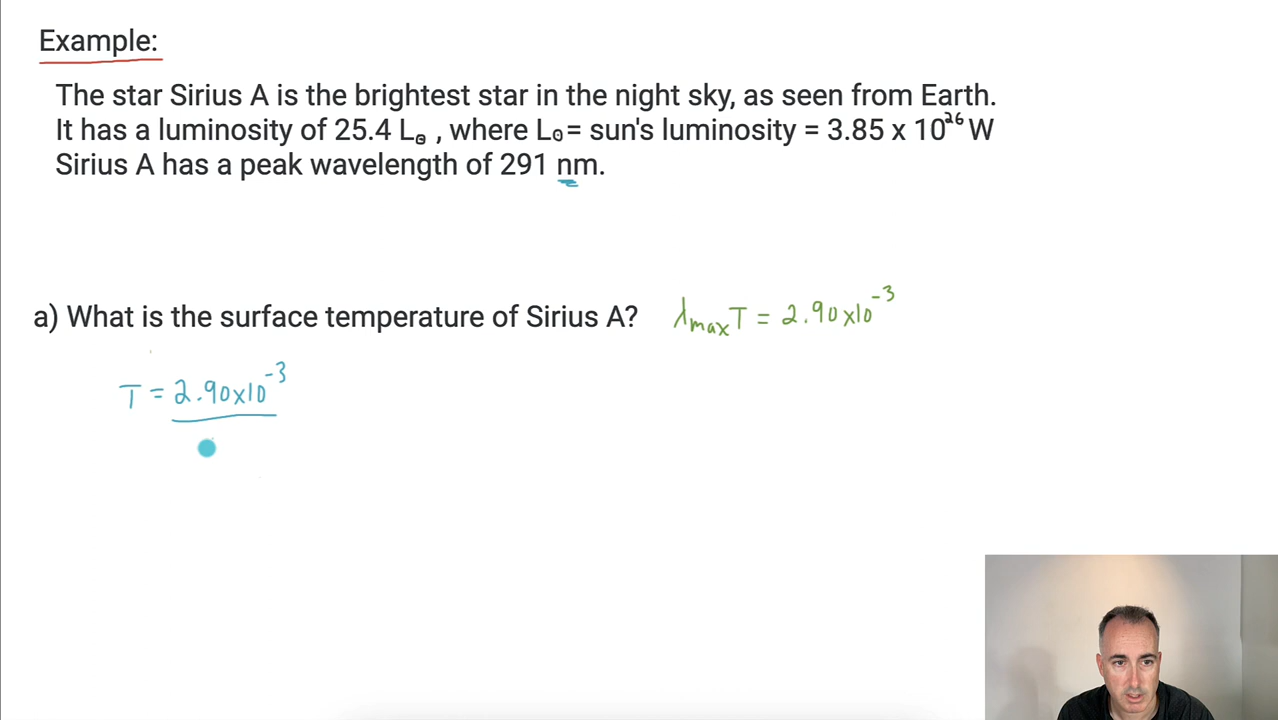 Example:
The star Sirius A is the brightest star in the night sky, as seen from Earth.
It has a luminosity of 25.4 L⊙ , where L⊙ = sun's luminosity = 3.85 x 10²⁶ W
Sirius A has a peak wavelength of 291 nm.
a) What is the surface temperature of Sirius A? λmax T = 2.90x10⁻³
T = 2.90x10⁻³